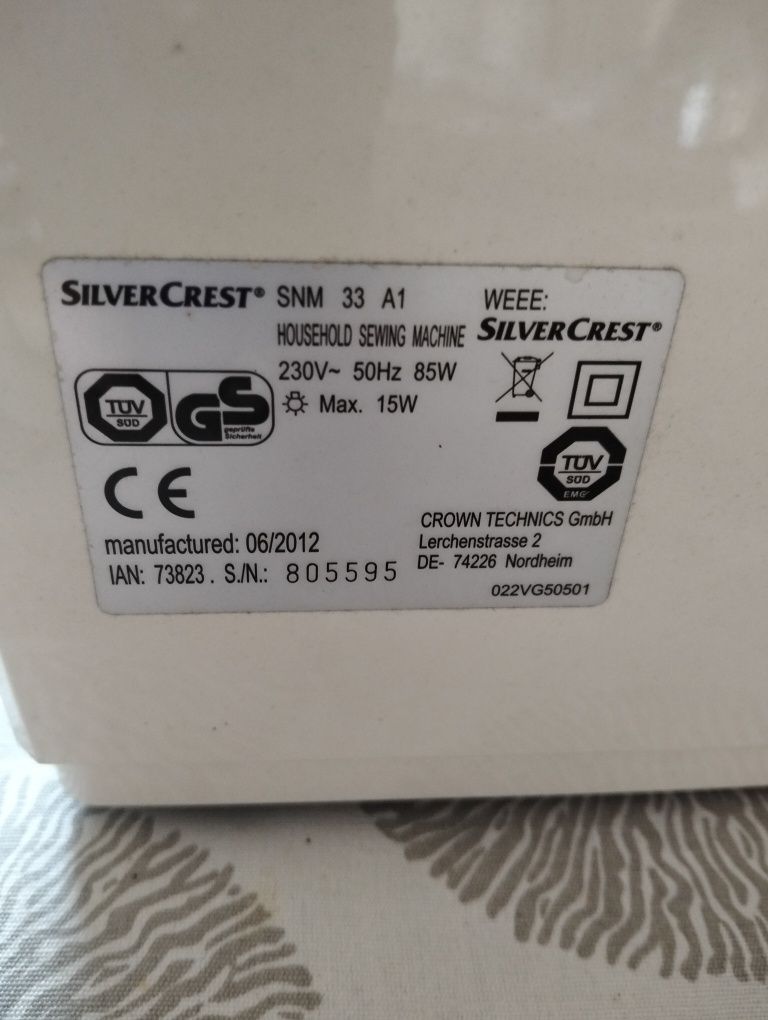 SILVERCREST® SNM 33 A1
HOUSEHOLD SEWING MACHINE
230V~ 50Hz 85W
Max. 15W
WEEE:
SILVERCREST®
TÜV
SÜD
GS
geprüfte
Sicherheit
TÜV
SÜD
EMC
CE
manufactured: 06/2012
IAN: 73823. S./N.: 805595
CROWN TECHNICS GmbH
Lerchenstrasse 2
DE- 74226 Nordheim
022VG50501